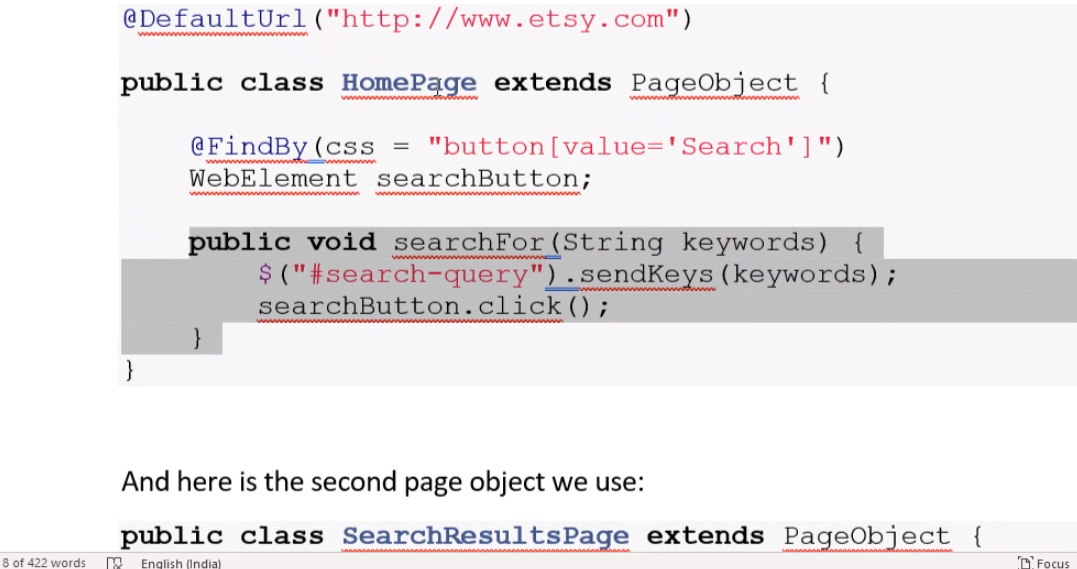 @DefaultUrl("http://www.etsy.com")
public class HomePage extends PageObject {
@FindBy(css = "button[value='Search']")
WebElement searchButton;
public void searchFor(String keywords) {
$("#search-query").sendKeys(keywords);
searchButton.click();
}
}
And here is the second page object we use:
public class SearchResultsPage extends PageObject {
8 of 422 words English (India) Focus